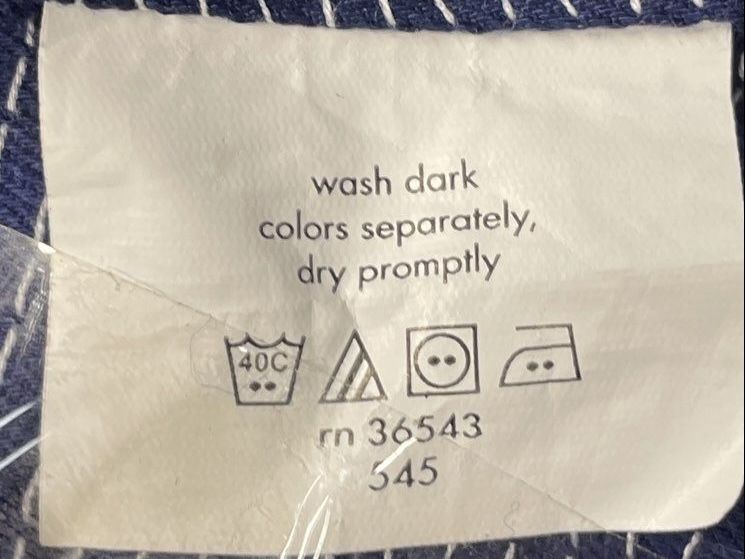 wash dark
colors separately,
dry promptly
40C
rn 36543
545